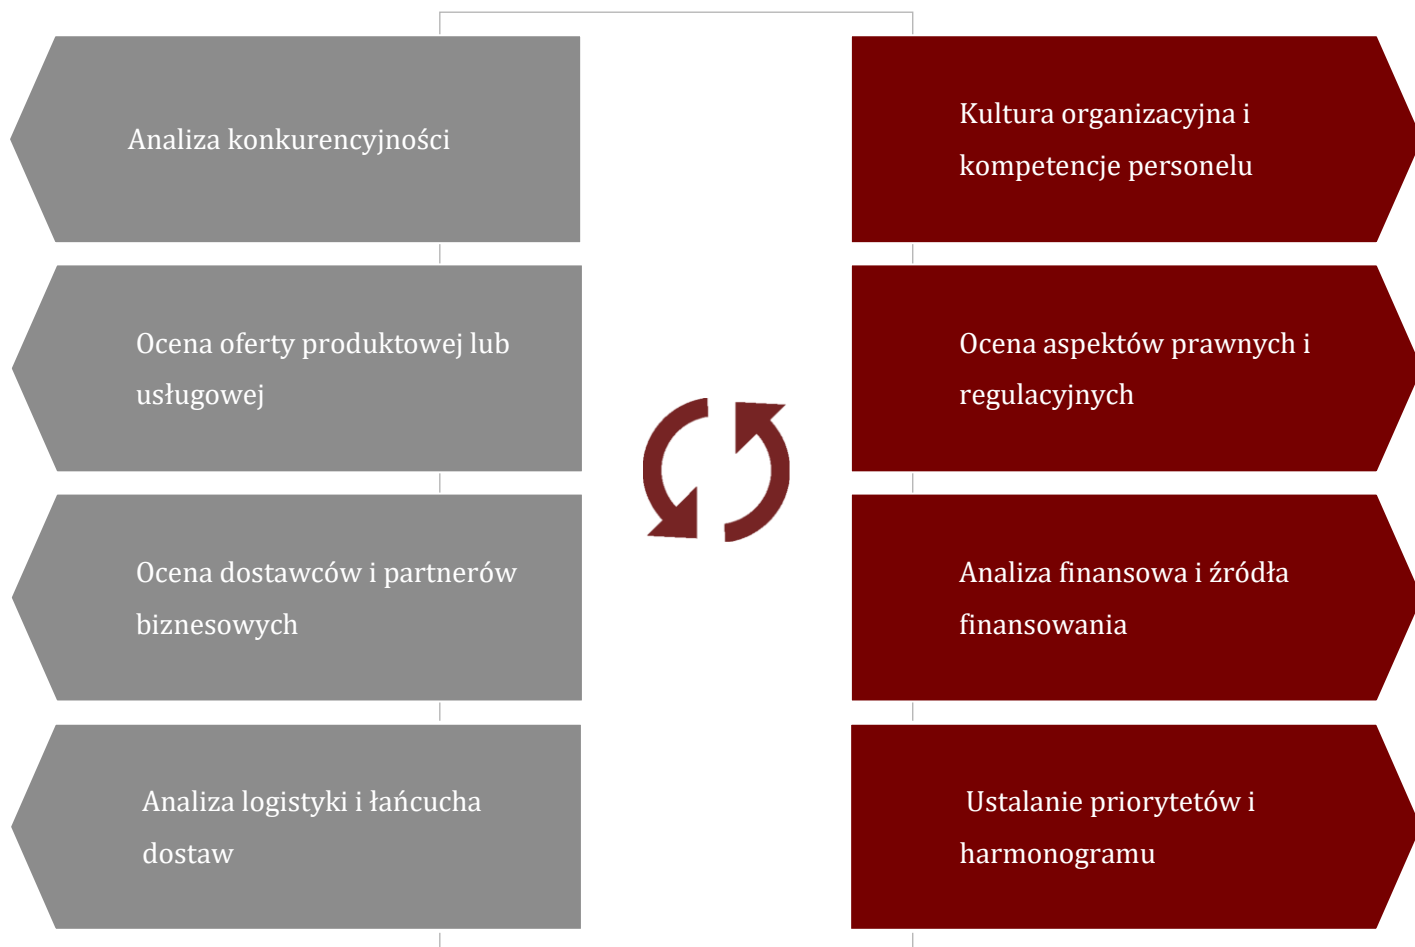 Analiza konkurencyjności
Ocena oferty produktowej lub
usługowej
Ocena dostawców i partnerów
biznesowych
Analiza logistyki i łańcucha
dostaw
Kultura organizacyjna i
kompetencje personelu
Ocena aspektów prawnych i
regulacyjnych
Analiza finansowa i źródła
finansowania
Ustalanie priorytetów i
harmonogramu